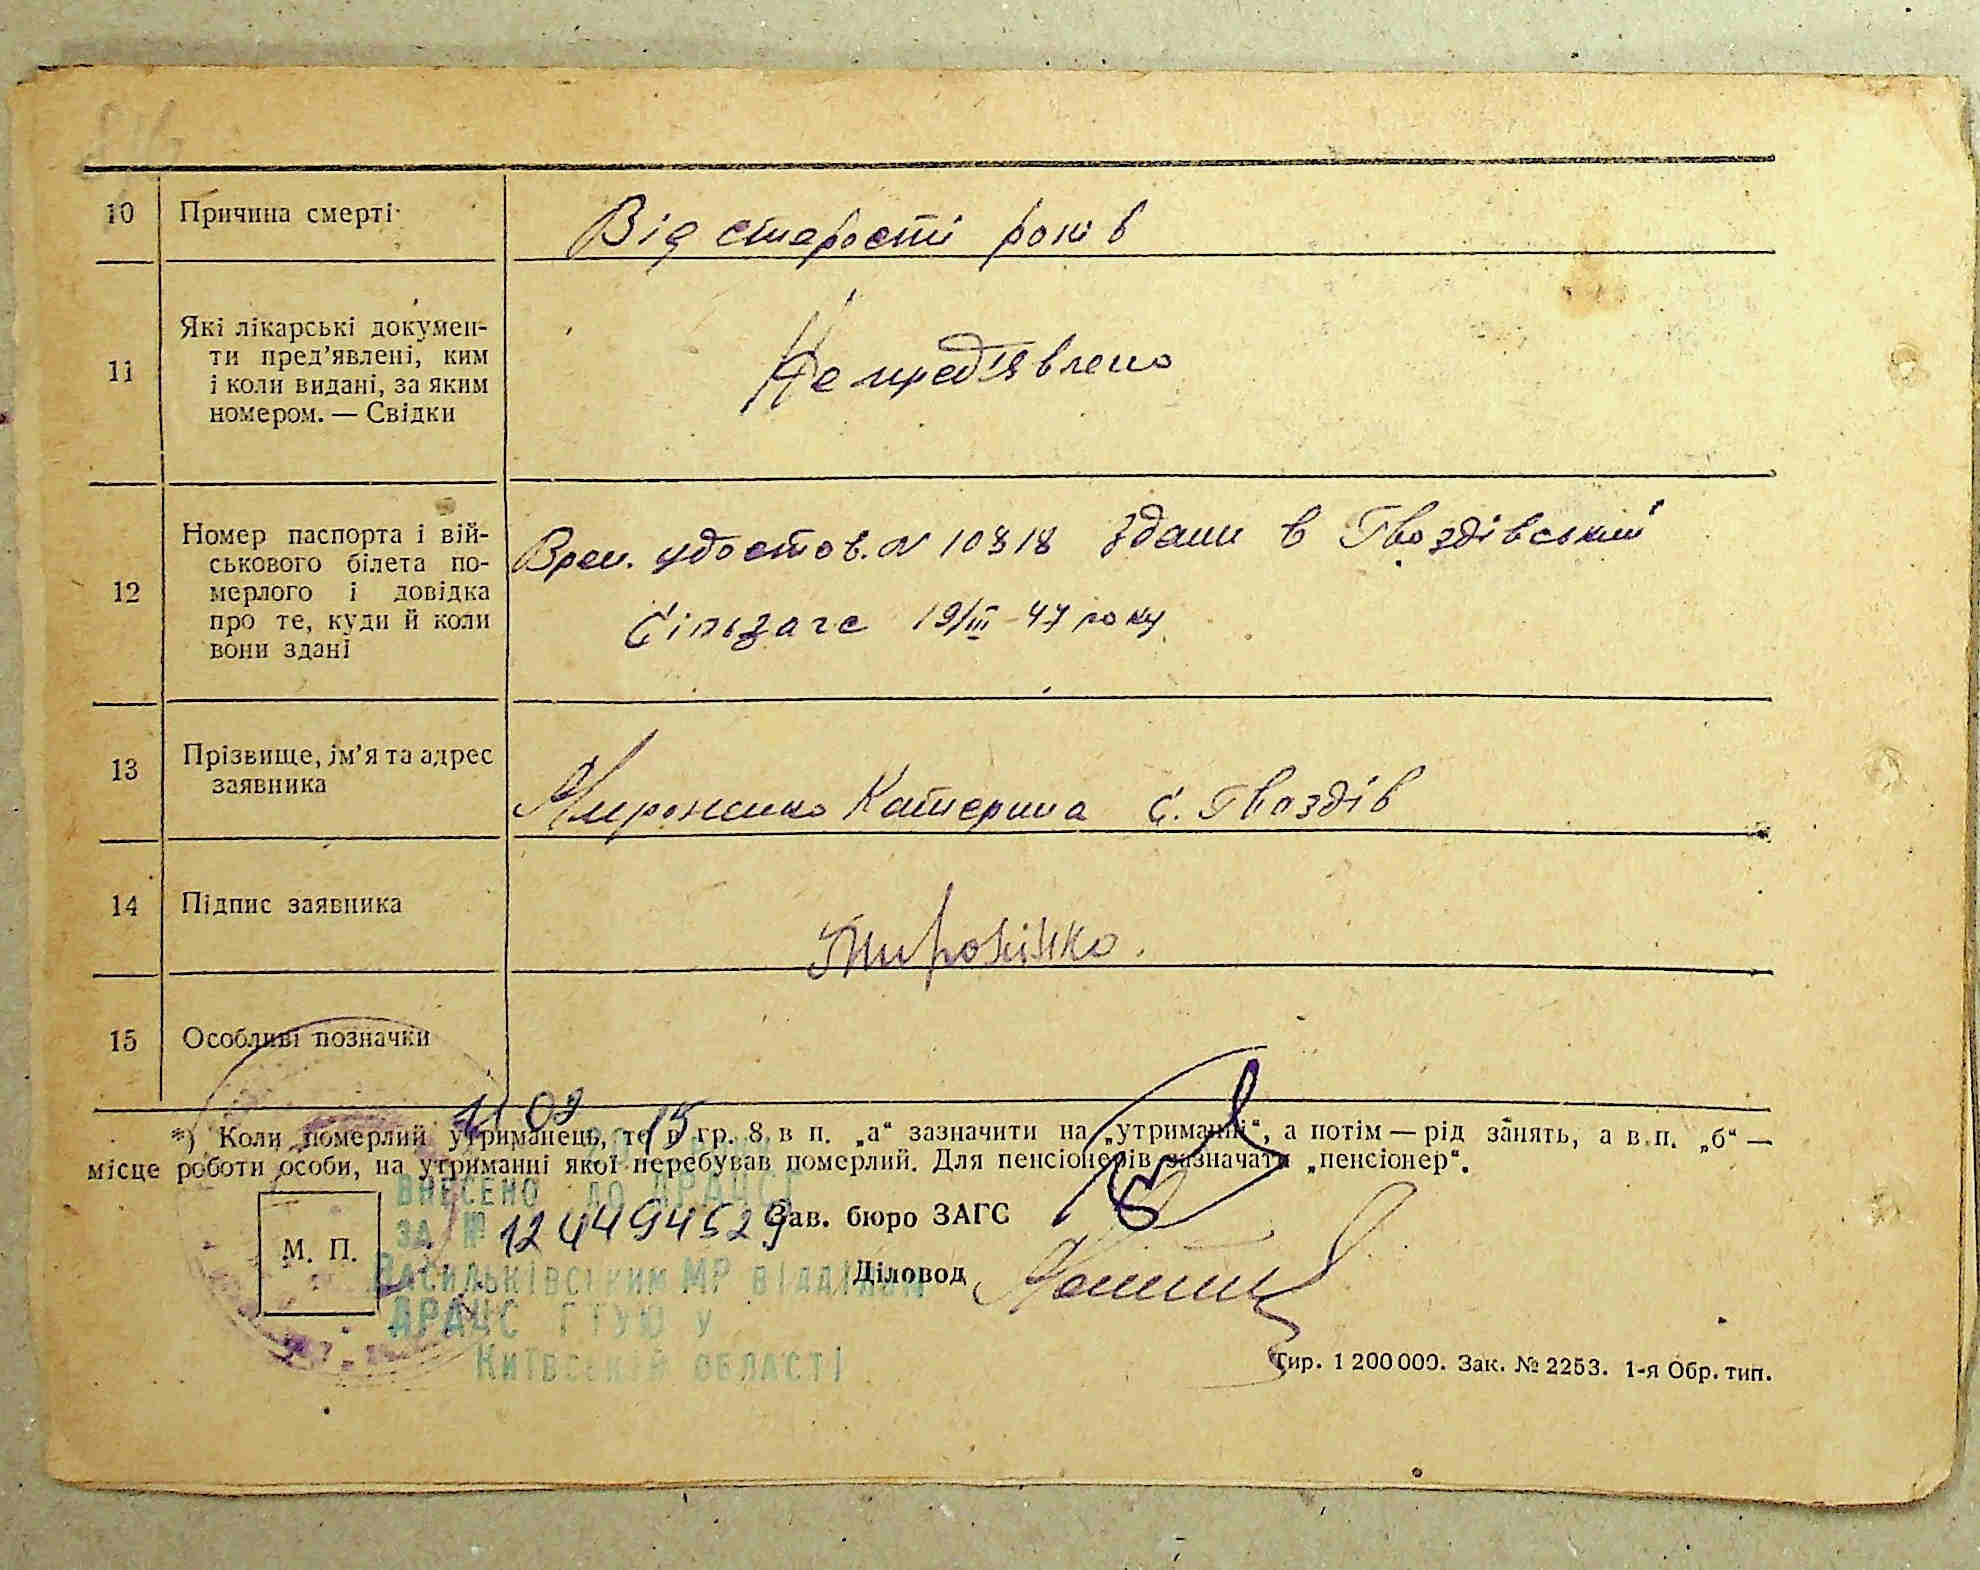 10 Причина смерті Від старості років
11 Які лікарські докумен-
ти пред’явлені, ким
і коли видані, за яким
номером. — Свідки
Не пред'явлено
12 Номер паспорта і вій-
ськового білета по-
мерлого і довідка
про те, куди й коли
вони здані
Врем. удостов. № 10818 здани в Гвоздівський
Сільзагс 19/III-47 року
13 Прізвище, ім’я та адрес
заявника
Мироненко Катерина с. Гвоздів
14 Підпис заявника Миронінко.
15 Особливі позначки
*) Коли померлий утриманець, то в гр. 8 в п. „а“ зазначити на „утриманні“, а потім — рід занять, а в п. „б“ —
місце роботи особи, на утриманні якої перебував померлий. Для пенсіонерів зазначати „пенсіонер“.
ВНЕСЕНО ДО ДРАЦСГ
ЗА № 124494529
Зав. бюро ЗАГС
М. П.
ВАСИЛЬКІВСЬКИМ МР ВІДДІЛОМ
Діловод
ДРАЦС ГТУЮ У
КИЇВСЬКІЙ ОБЛАСТІ
Тир. 1 200 000. Зак. № 2253. 1-я Обр. тип.